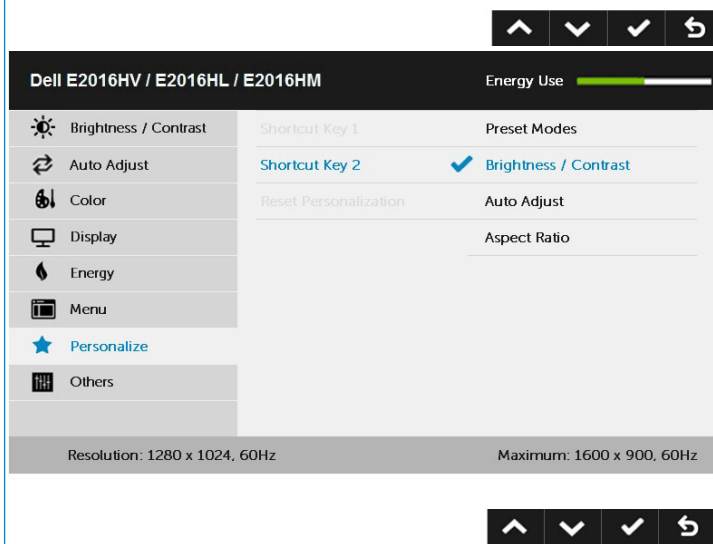 Dell E2016HV / E2016HL / E2016HM
Energy Use
Brightness / Contrast
Shortcut Key 1
Preset Modes
Auto Adjust
Shortcut Key 2
Brightness / Contrast
Color
Reset Personalization
Auto Adjust
Display
Aspect Ratio
Energy
Menu
Personalize
Others
Resolution: 1280 x 1024, 60Hz
Maximum: 1600 x 900, 60Hz